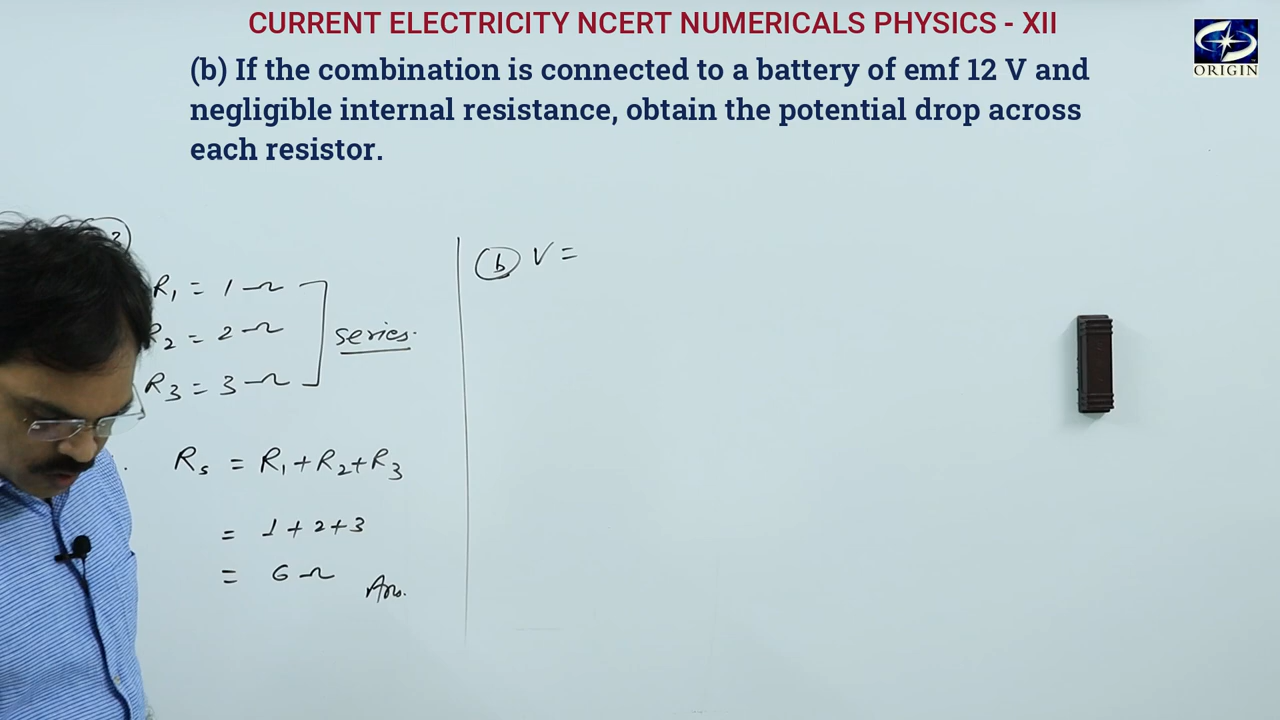 CURRENT ELECTRICITY NCERT NUMERICALS PHYSICS - XII
ORIGIN
(b) If the combination is connected to a battery of emf 12 V and
negligible internal resistance, obtain the potential drop across
each resistor.
R₁ = 1 Ω
R₂ = 2 Ω
R₃ = 3 Ω
series.
Rₛ = R₁ + R₂ + R₃
= 1 + 2 + 3
= 6 Ω Ans.
(b) V =